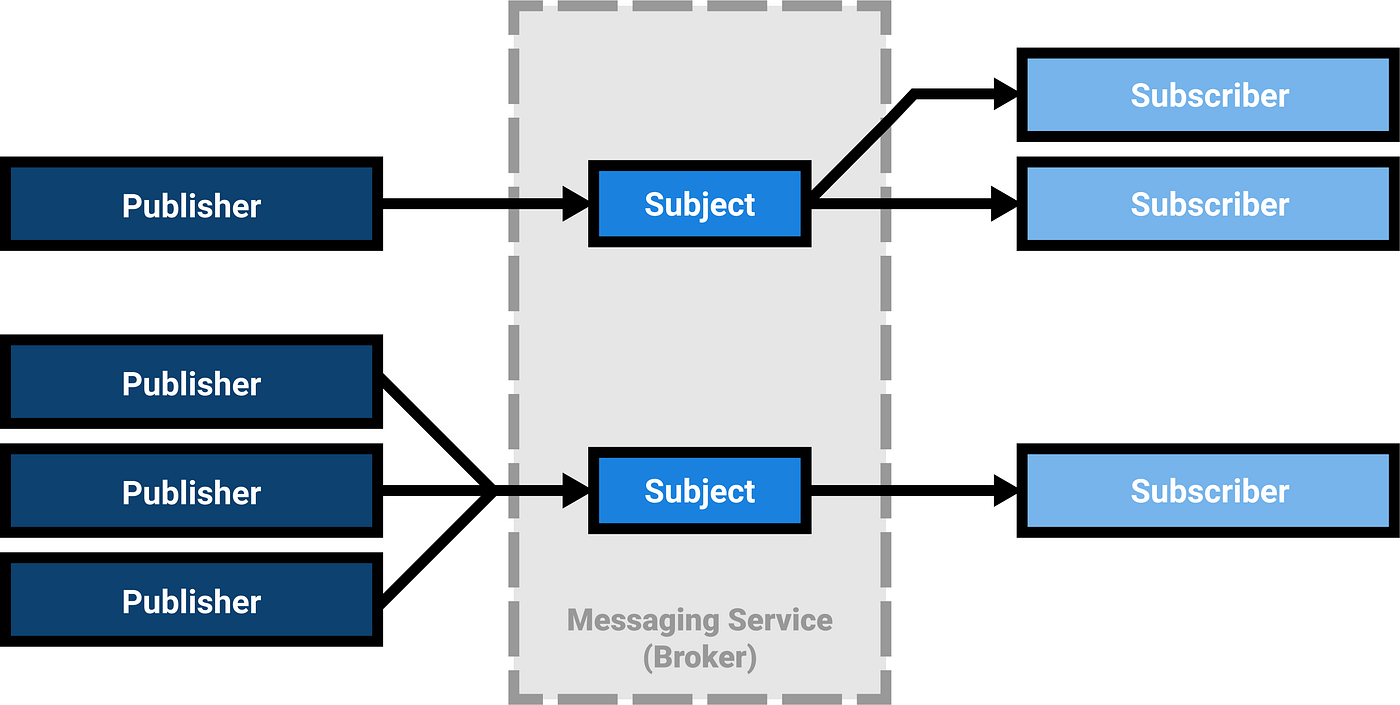 Subscriber
Publisher
Subject
Subscriber
Publisher
Publisher
Subject
Subscriber
Publisher
Messaging Service
(Broker)